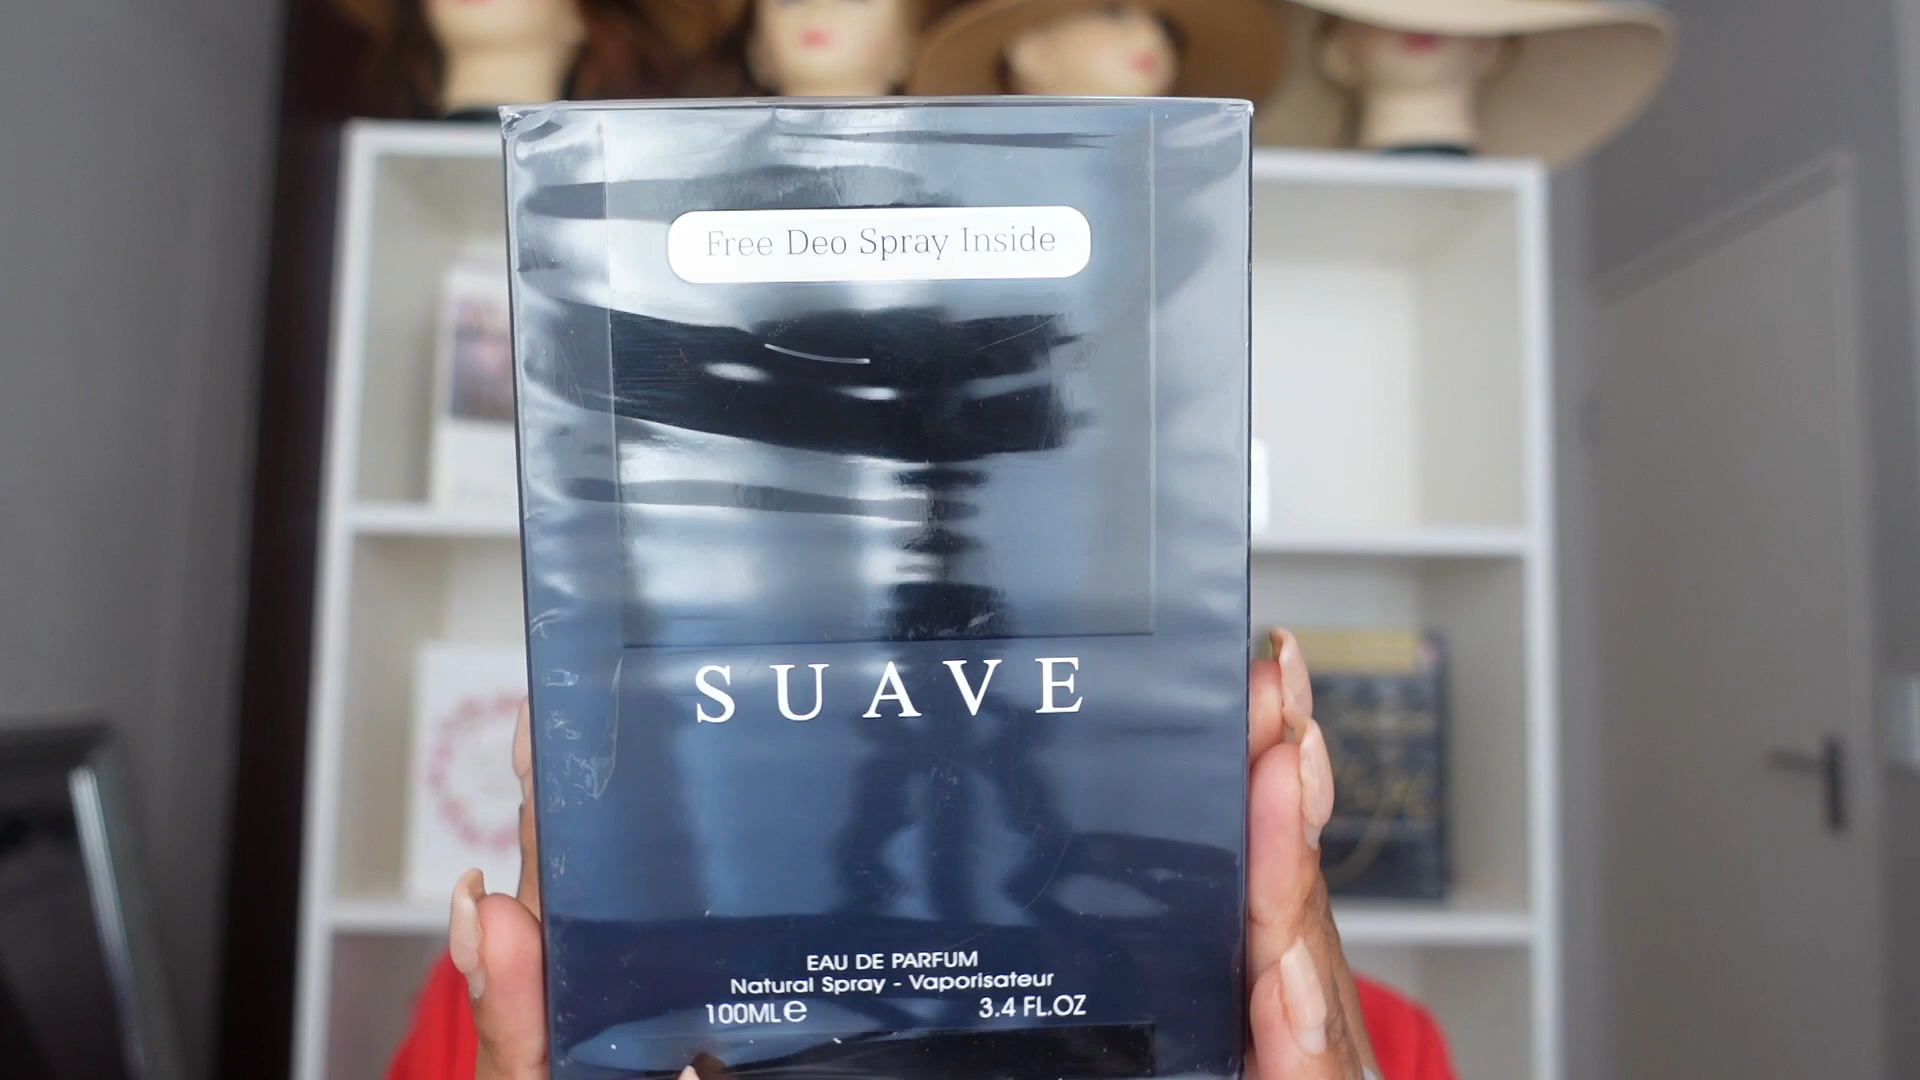 Free Deo Spray Inside
SUAVE
EAU DE PARFUM
Natural Spray - Vaporisateur
100ML℮ 3.4 FL.OZ